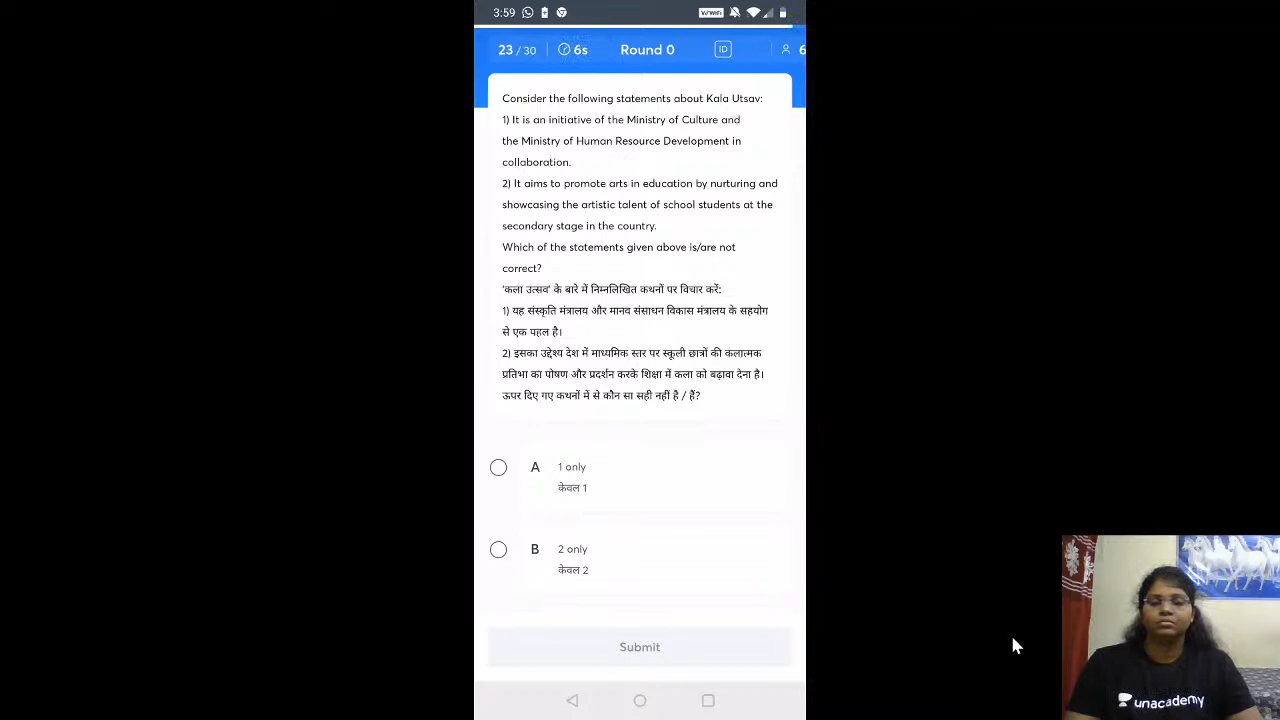 3:59
VoWiFi
23 / 30
6s
Round 0
ID
6
Consider the following statements about Kala Utsav:
1) It is an initiative of the Ministry of Culture and
the Ministry of Human Resource Development in
collaboration.
2) It aims to promote arts in education by nurturing and
showcasing the artistic talent of school students at the
secondary stage in the country.
Which of the statements given above is/are not
correct?
'कला उत्सव' के बारे में निम्नलिखित कथनों पर विचार करें:
1) यह संस्कृति मंत्रालय और मानव संसाधन विकास मंत्रालय के सहयोग
से एक पहल है।
2) इसका उद्देश्य देश में माध्यमिक स्तर पर स्कूली छात्रों की कलात्मक
प्रतिभा का पोषण और प्रदर्शन करके शिक्षा में कला को बढ़ावा देना है।
ऊपर दिए गए कथनों में से कौन सा सही नहीं है / हैं?
A 1 only
केवल 1
B 2 only
केवल 2
Submit
unacademy